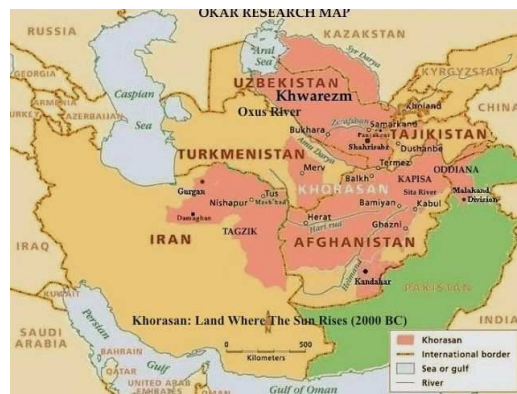 OKAR RESEARCH MAP
RUSSIA
KAZAKSTAN
Aral
Sea
Syr Darya
GEORGIA
ARMENIA
AZERBAIJAN
Caspian
Sea
UZBEKISTAN
Khwarezm
Oxus River
KYRGYZSTAN
CHINA
Samarkand
Bukhara
Shahrisabz
TAJIKISTAN
Dushanbe
TURKMENISTAN
Amu Darya
Merv
Termez
Balkh
KHORASAN
KAPISA
ODDIANA
Sita River
Malakand
Division
Gurgan
Tus
Mashhad
Nishapur
Damaghan
Bamiyan
Kabul
Herat
Hari rud
Ghazni
IRAN
TAGZIK
AFGHANISTAN
IRAQ
Helmand
Kandahar
PAKISTAN
KUWAIT
Khorasan: Land Where The Sun Rises (2000 BC)
INDIA
SAUDI
ARABIA
Persian
Gulf
BAHRAIN
QATAR
UNITED ARAB
EMIRATES
OMAN
Gulf of Oman
0 500
Kilometers
Khorasan
International border
Sea or gulf
River